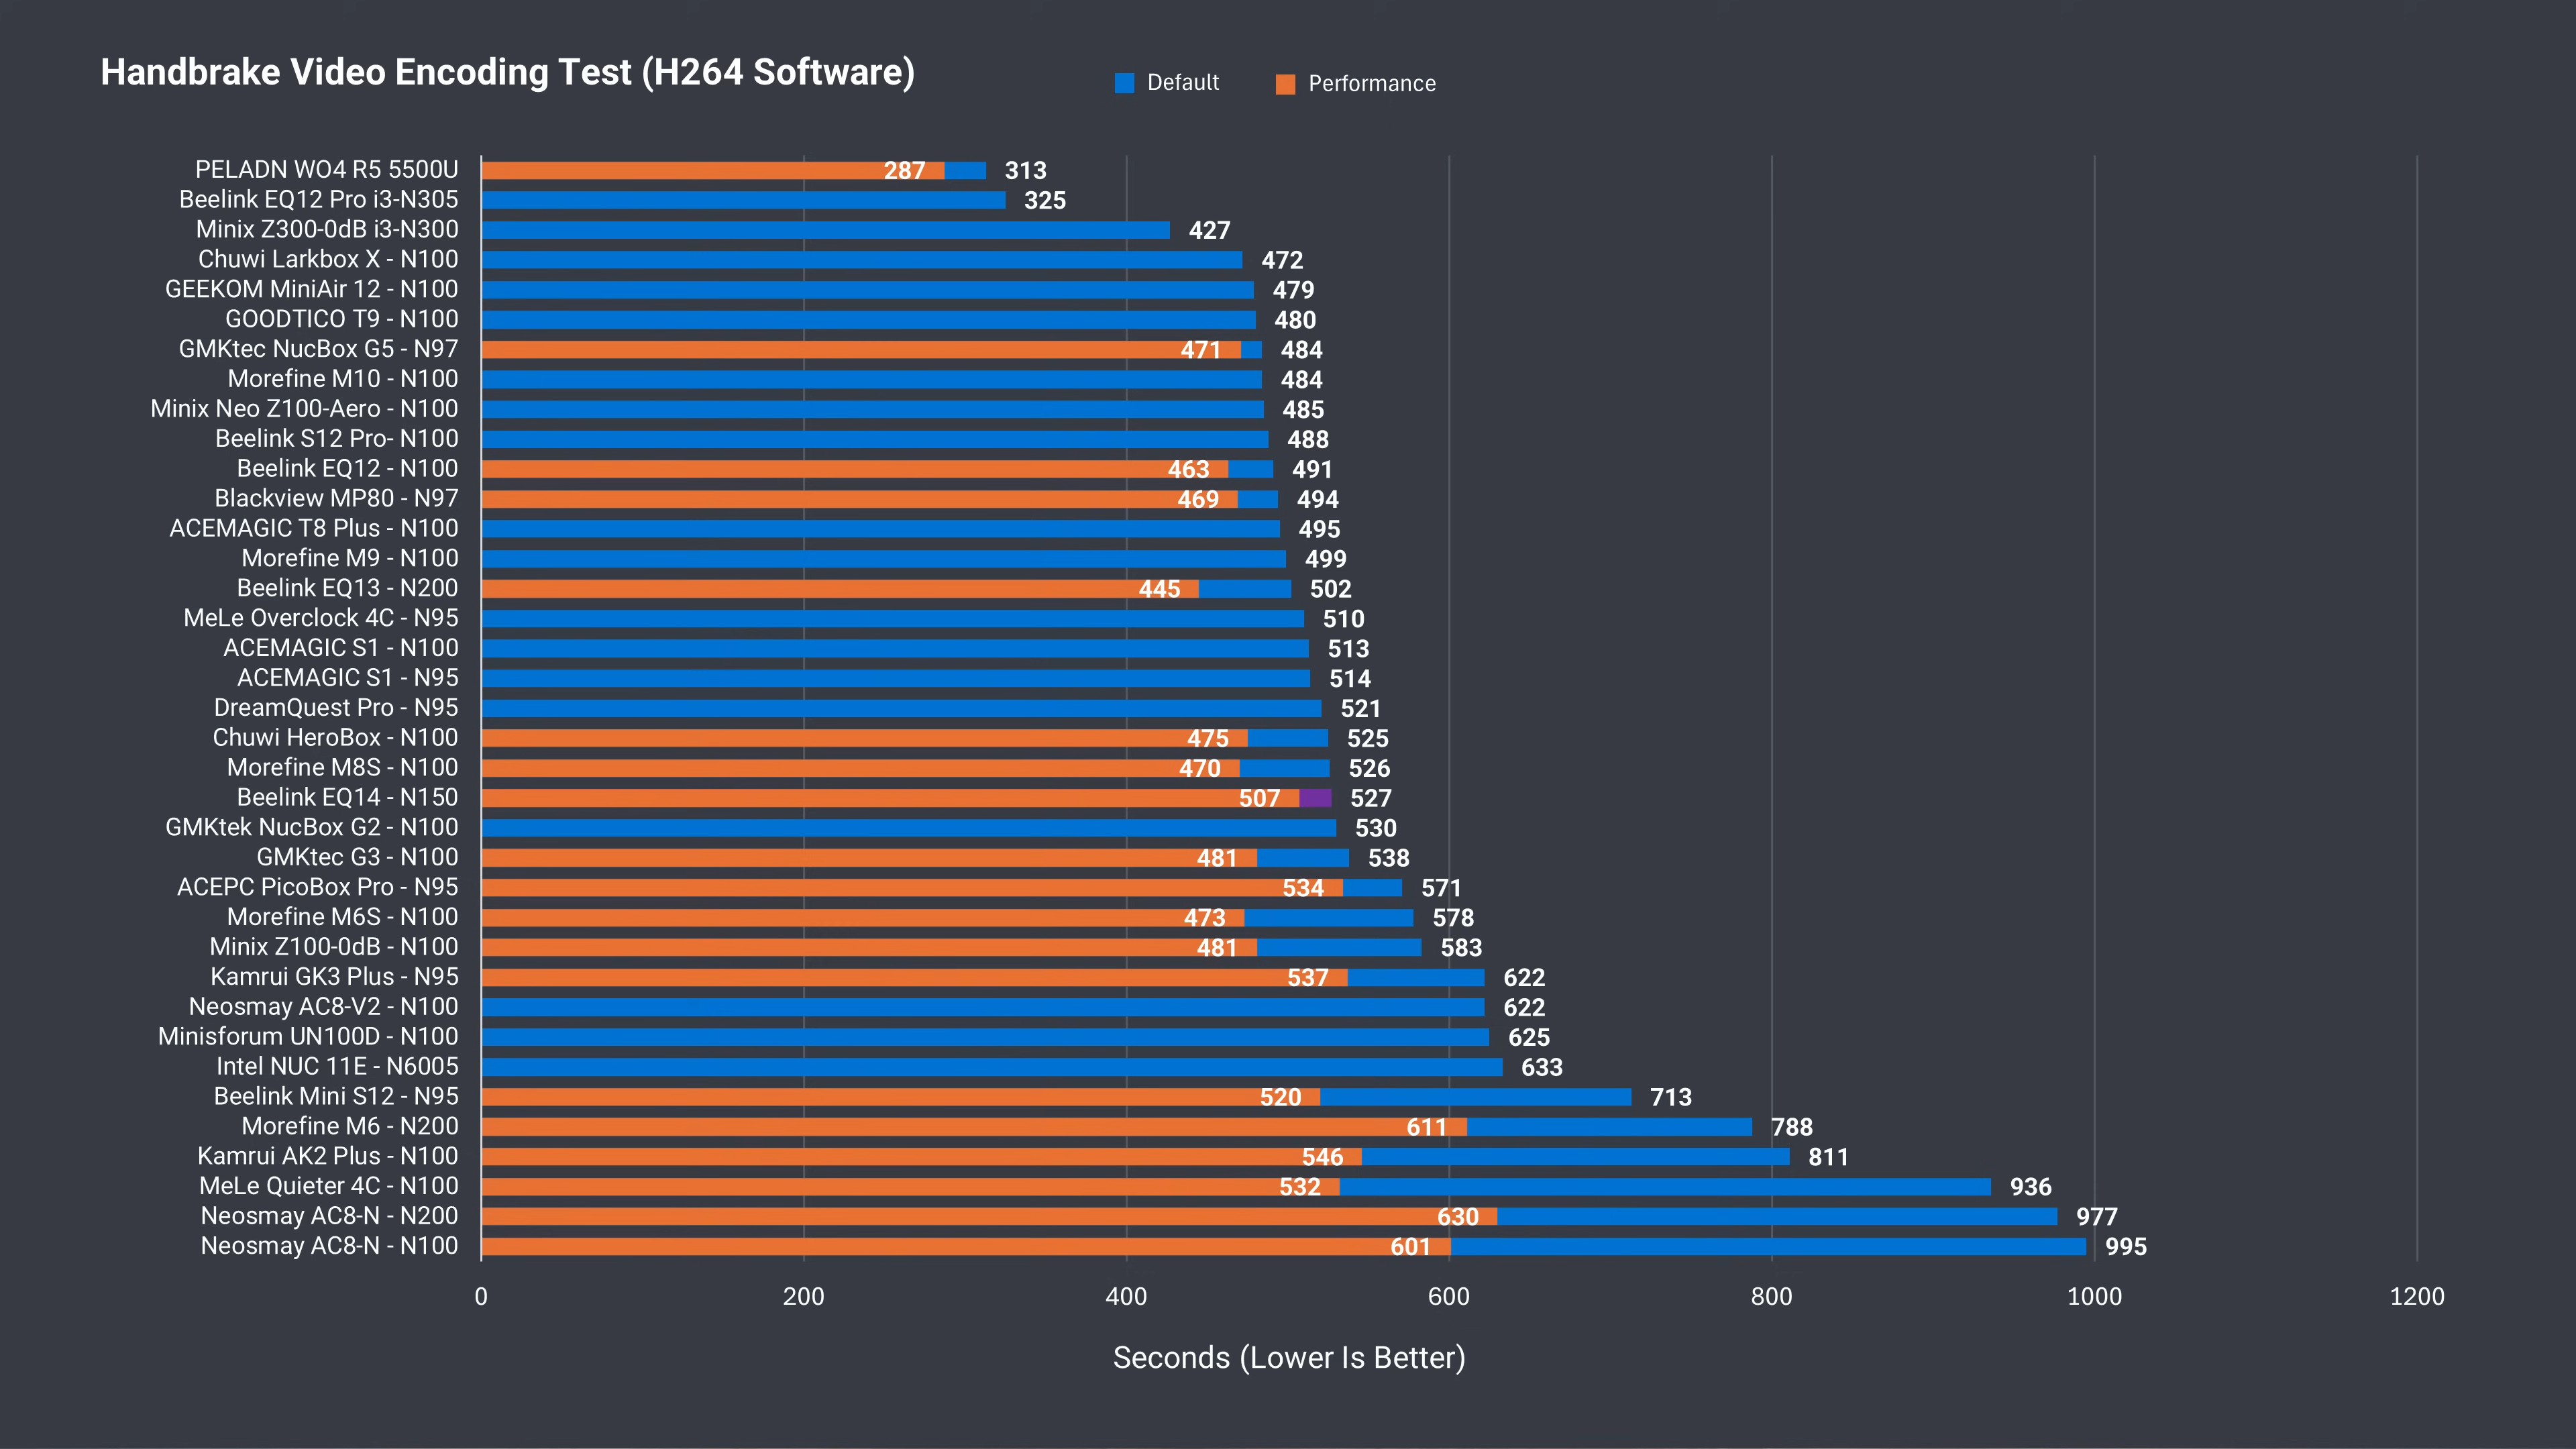 Handbrake Video Encoding Test (H264 Software)
Default
Performance
PELADN WO4 R5 5500U 287 313
Beelink EQ12 Pro i3-N305 325
Minix Z300-0dB i3-N300 427
Chuwi Larkbox X - N100 472
GEEKOM MiniAir 12 - N100 479
GOODTICO T9 - N100 480
GMKtec NucBox G5 - N97 471 484
Morefine M10 - N100 484
Minix Neo Z100-Aero - N100 485
Beelink S12 Pro- N100 488
Beelink EQ12 - N100 463 491
Blackview MP80 - N97 469 494
ACEMAGIC T8 Plus - N100 495
Morefine M9 - N100 499
Beelink EQ13 - N200 445 502
MeLe Overclock 4C - N95 510
ACEMAGIC S1 - N100 513
ACEMAGIC S1 - N95 514
DreamQuest Pro - N95 521
Chuwi HeroBox - N100 475 525
Morefine M8S - N100 470 526
Beelink EQ14 - N150 507 527
GMKtek NucBox G2 - N100 530
GMKtec G3 - N100 481 538
ACEPC PicoBox Pro - N95 534 571
Morefine M6S - N100 473 578
Minix Z100-0dB - N100 481 583
Kamrui GK3 Plus - N95 537 622
Neosmay AC8-V2 - N100 622
Minisforum UN100D - N100 625
Intel NUC 11E - N6005 633
Beelink Mini S12 - N95 520 713
Morefine M6 - N200 611 788
Kamrui AK2 Plus - N100 546 811
MeLe Quieter 4C - N100 532 936
Neosmay AC8-N - N200 630 977
Neosmay AC8-N - N100 601 995
0 200 400 600 800 1000 1200
Seconds (Lower Is Better)